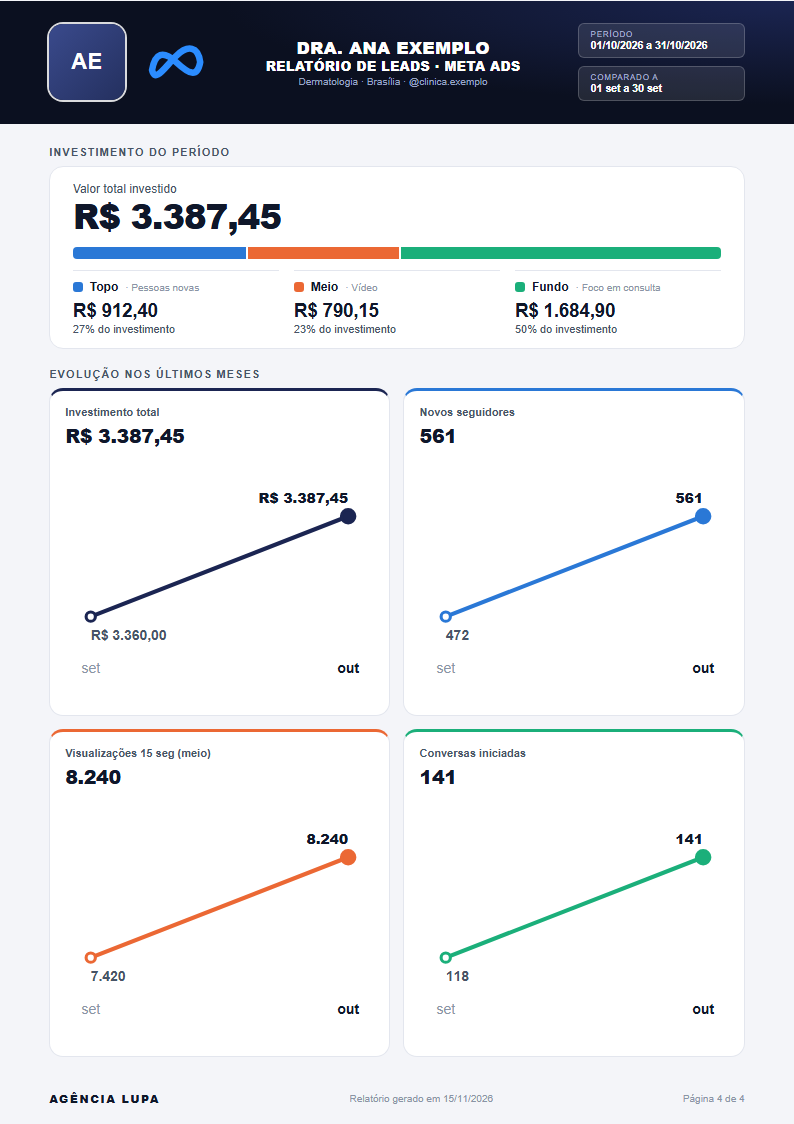 AE
DRA. ANA EXEMPLO
RELATÓRIO DE LEADS · META ADS
Dermatologia · Brasília · @clinica.exemplo
PERÍODO
01/10/2026 a 31/10/2026
COMPARADO A
01 set a 30 set
INVESTIMENTO DO PERÍODO
Valor total investido
R$ 3.387,45
Topo · Pessoas novas
R$ 912,40
27% do investimento
Meio · Vídeo
R$ 790,15
23% do investimento
Fundo · Foco em consulta
R$ 1.684,90
50% do investimento
EVOLUÇÃO NOS ÚLTIMOS MESES
Investimento total
R$ 3.387,45
R$ 3.387,45
R$ 3.360,00
set out
Novos seguidores
561
561
472
set out
Visualizações 15 seg (meio)
8.240
8.240
7.420
set out
Conversas iniciadas
141
141
118
set out
AGÊNCIA LUPA
Relatório gerado em 15/11/2026
Página 4 de 4